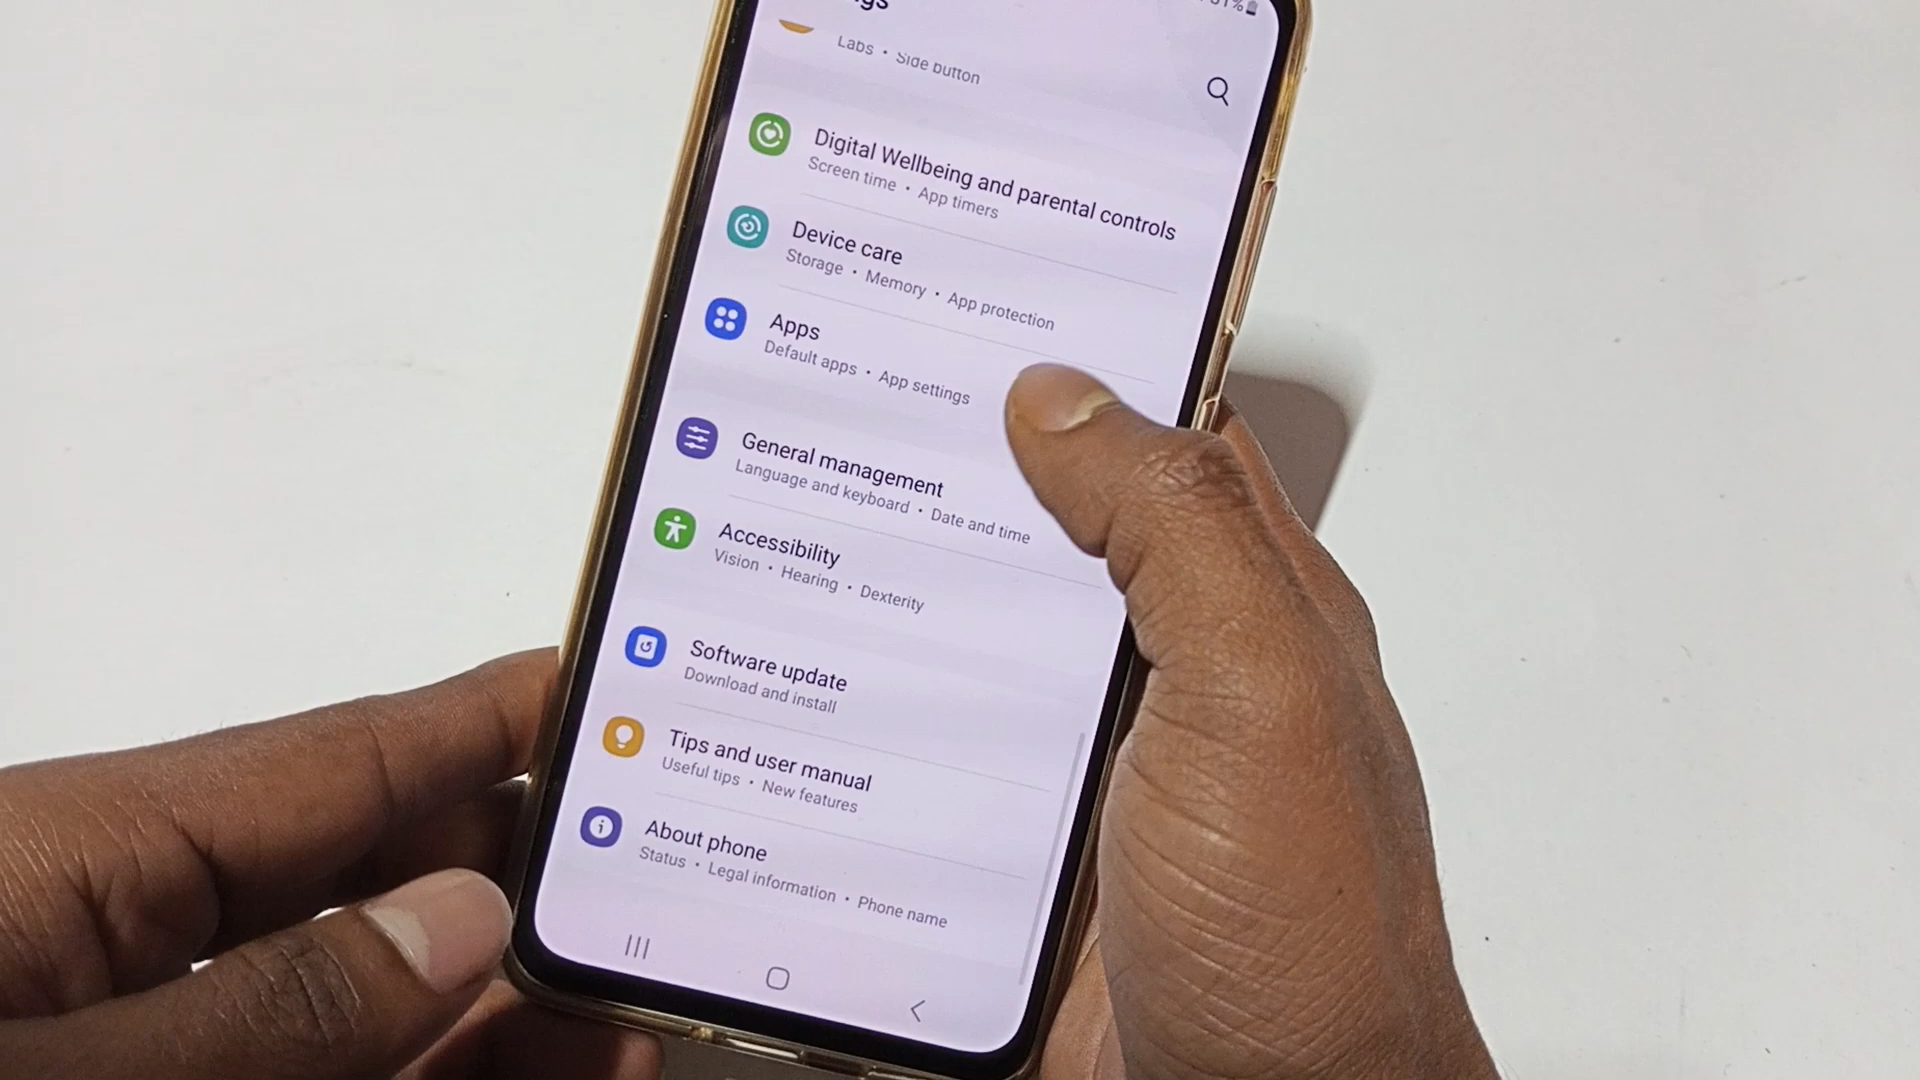 Labs • Side button
Digital Wellbeing and parental controls
Screen time • App timers
Device care
Storage • Memory • App protection
Apps
Default apps • App settings
General management
Language and keyboard • Date and time
Accessibility
Vision • Hearing • Dexterity
Software update
Download and install
Tips and user manual
Useful tips • New features
About phone
Status • Legal information • Phone name